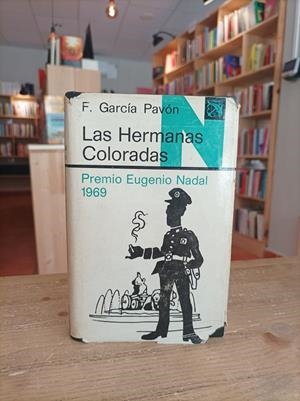 F. García Pavón
Las Hermanas
Coloradas
N
Premio Eugenio Nadal
1969